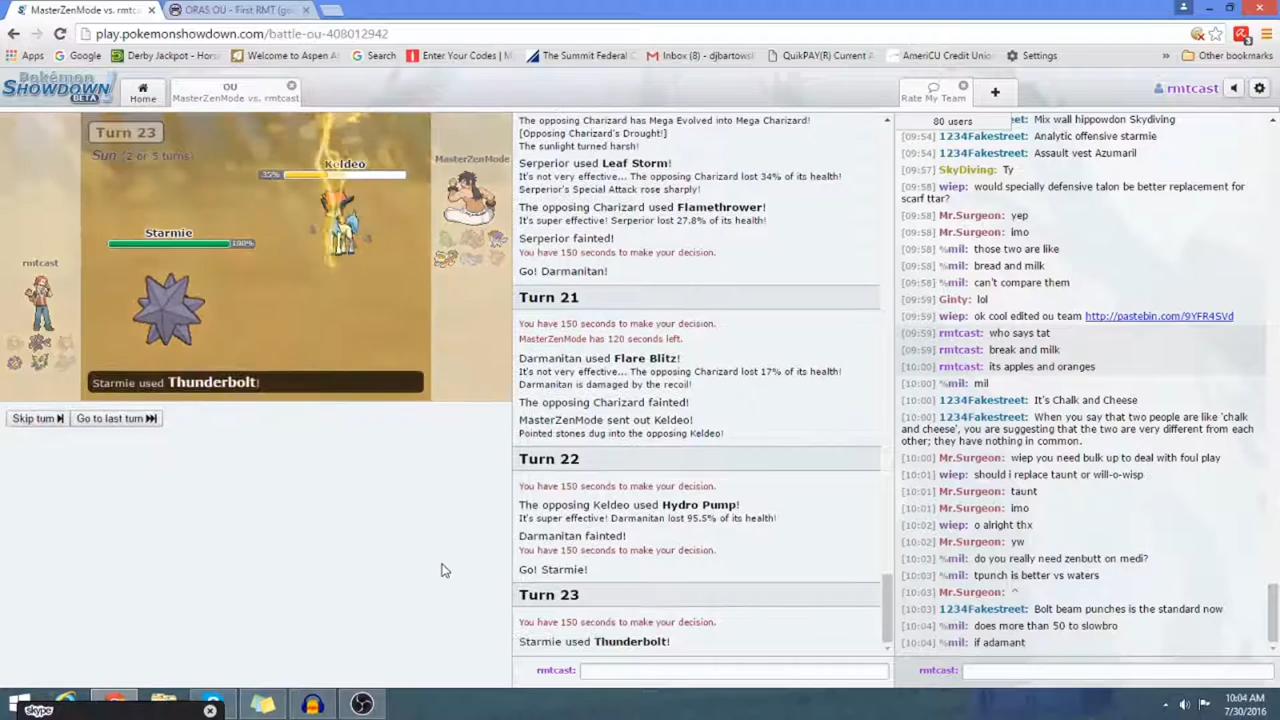 MasterZenMode vs. rmtc
ORAS OU - First RMT (go
play.pokemonshowdown.com/battle-ou-408012942
Apps
Google
Derby Jackpot - Horse
Welcome to Aspen A
Search
Enter Your Codes | M
The Summit Federal C
Inbox (8) - djbartows
QuikPAY(R) Current A
AmeriCU Credit Unio
Settings
»
Other bookmarks
Pokémon
SHOWDOWN
BETA
Home
OU
MasterZenMode vs. rmtcast
Rate My Team
+
rmtcast
Turn 23
Sun (2 or 5 turns)
Keldeo
35%
Starmie
100%
rmtcast
MasterZenMode
Starmie used Thunderbolt!
Skip turn
Go to last turn
The opposing Charizard has Mega Evolved into Mega Charizard!
[Opposing Charizard's Drought!]
The sunlight turned harsh!
Serperior used Leaf Storm!
It's not very effective... The opposing Charizard lost 34% of its health!
Serperior's Special Attack rose sharply!
The opposing Charizard used Flamethrower!
It's super effective! Serperior lost 27.8% of its health!
Serperior fainted!
You have 150 seconds to make your decision.
Go! Darmanitan!
Turn 21
You have 150 seconds to make your decision.
MasterZenMode has 120 seconds left.
Darmanitan used Flare Blitz!
It's not very effective... The opposing Charizard lost 17% of its health!
Darmanitan is damaged by the recoil!
The opposing Charizard fainted!
MasterZenMode sent out Keldeo!
Pointed stones dug into the opposing Keldeo!
Turn 22
You have 150 seconds to make your decision.
The opposing Keldeo used Hydro Pump!
It's super effective! Darmanitan lost 95.5% of its health!
Darmanitan fainted!
You have 150 seconds to make your decision.
Go! Starmie!
Turn 23
You have 150 seconds to make your decision.
Starmie used Thunderbolt!
rmtcast:
80 users
eet: Mix wall hippowdon Skydiving
[09:54] 1234Fakestreet: Analytic offensive starmie
[09:54] 1234Fakestreet: Assault vest Azumaril
[09:57] SkyDiving: Ty
[09:58] wiep: would specially defensive talon be better replacement for
scarf ttar?
[09:58] Mr.Surgeon: yep
[09:58] Mr.Surgeon: imo
[09:58] %mil: those two are like
[09:58] %mil: bread and milk
[09:58] %mil: can't compare them
[09:59] Ginty: lol
[09:59] wiep: ok cool edited ou team http://pastebin.com/9YFR4SVd
[09:59] rmtcast: who says tat
[09:59] rmtcast: break and milk
[10:00] rmtcast: its apples and oranges
[10:00] %mil: mil
[10:00] 1234Fakestreet: It's Chalk and Cheese
[10:00] 1234Fakestreet: When you say that two people are like 'chalk
and cheese', you are suggesting that the two are very different from each
other; they have nothing in common.
[10:00] Mr.Surgeon: wiep you need bulk up to deal with foul play
[10:01] wiep: should i replace taunt or will-o-wisp
[10:01] Mr.Surgeon: taunt
[10:01] Mr.Surgeon: imo
[10:02] wiep: o alright thx
[10:02] Mr.Surgeon: yw
[10:03] %mil: do you really need zenbutt on medi?
[10:03] %mil: tpunch is better vs waters
[10:03] Mr.Surgeon: ^
[10:03] 1234Fakestreet: Bolt beam punches is the standard now
[10:04] %mil: does more than 50 to slowbro
[10:04] %mil: if adamant
rmtcast:
skype
10:04 AM
7/30/2016